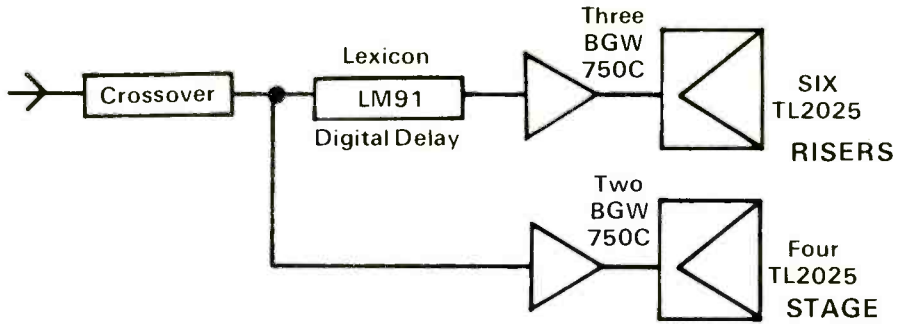 Crossover
Lexicon
LM91
Digital Delay
Three
BGW
750C
SIX
TL2025
RISERS
Two
BGW
750C
Four
TL2025
STAGE